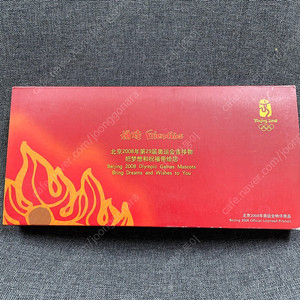 Beijing 2008
福娃 Friendlies
北京2008年第29届奥运会吉祥物
把梦想和祝福带给您
Beijing 2008 Olympic Games Mascots
Bring Dreams and Wishes to You
北京2008年奥运会特许商品
Beijing 2008 Official Licensed Product